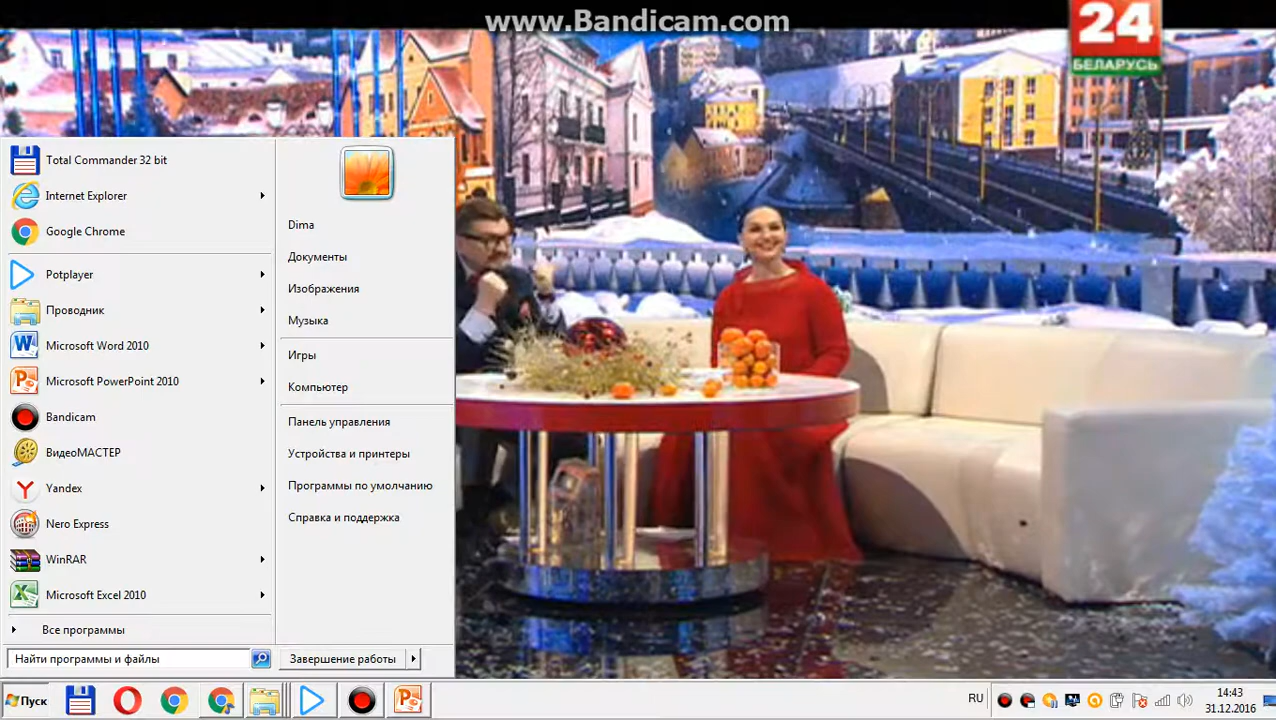 www.Bandicam.com
24
БЕЛАРУСЬ
Total Commander 32 bit
Internet Explorer
Google Chrome
Potplayer
Проводник
Microsoft Word 2010
Microsoft PowerPoint 2010
Bandicam
ВидеоМАСТЕР
Yandex
Nero Express
WinRAR
Microsoft Excel 2010
Все программы
Найти программы и файлы
Dima
Документы
Изображения
Музыка
Игры
Компьютер
Панель управления
Устройства и принтеры
Программы по умолчанию
Справка и поддержка
Завершение работы
Пуск
RU
14:43
31.12.2016